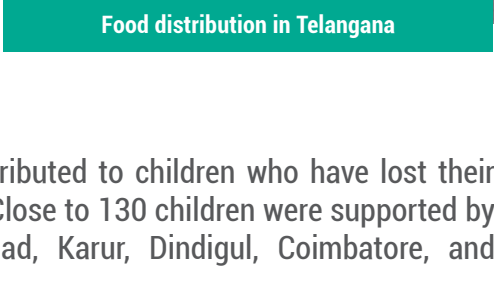 Food distribution in Telangana
ributed to children who have lost their
Close to 130 children were supported by
ad, Karur, Dindigul, Coimbatore, and